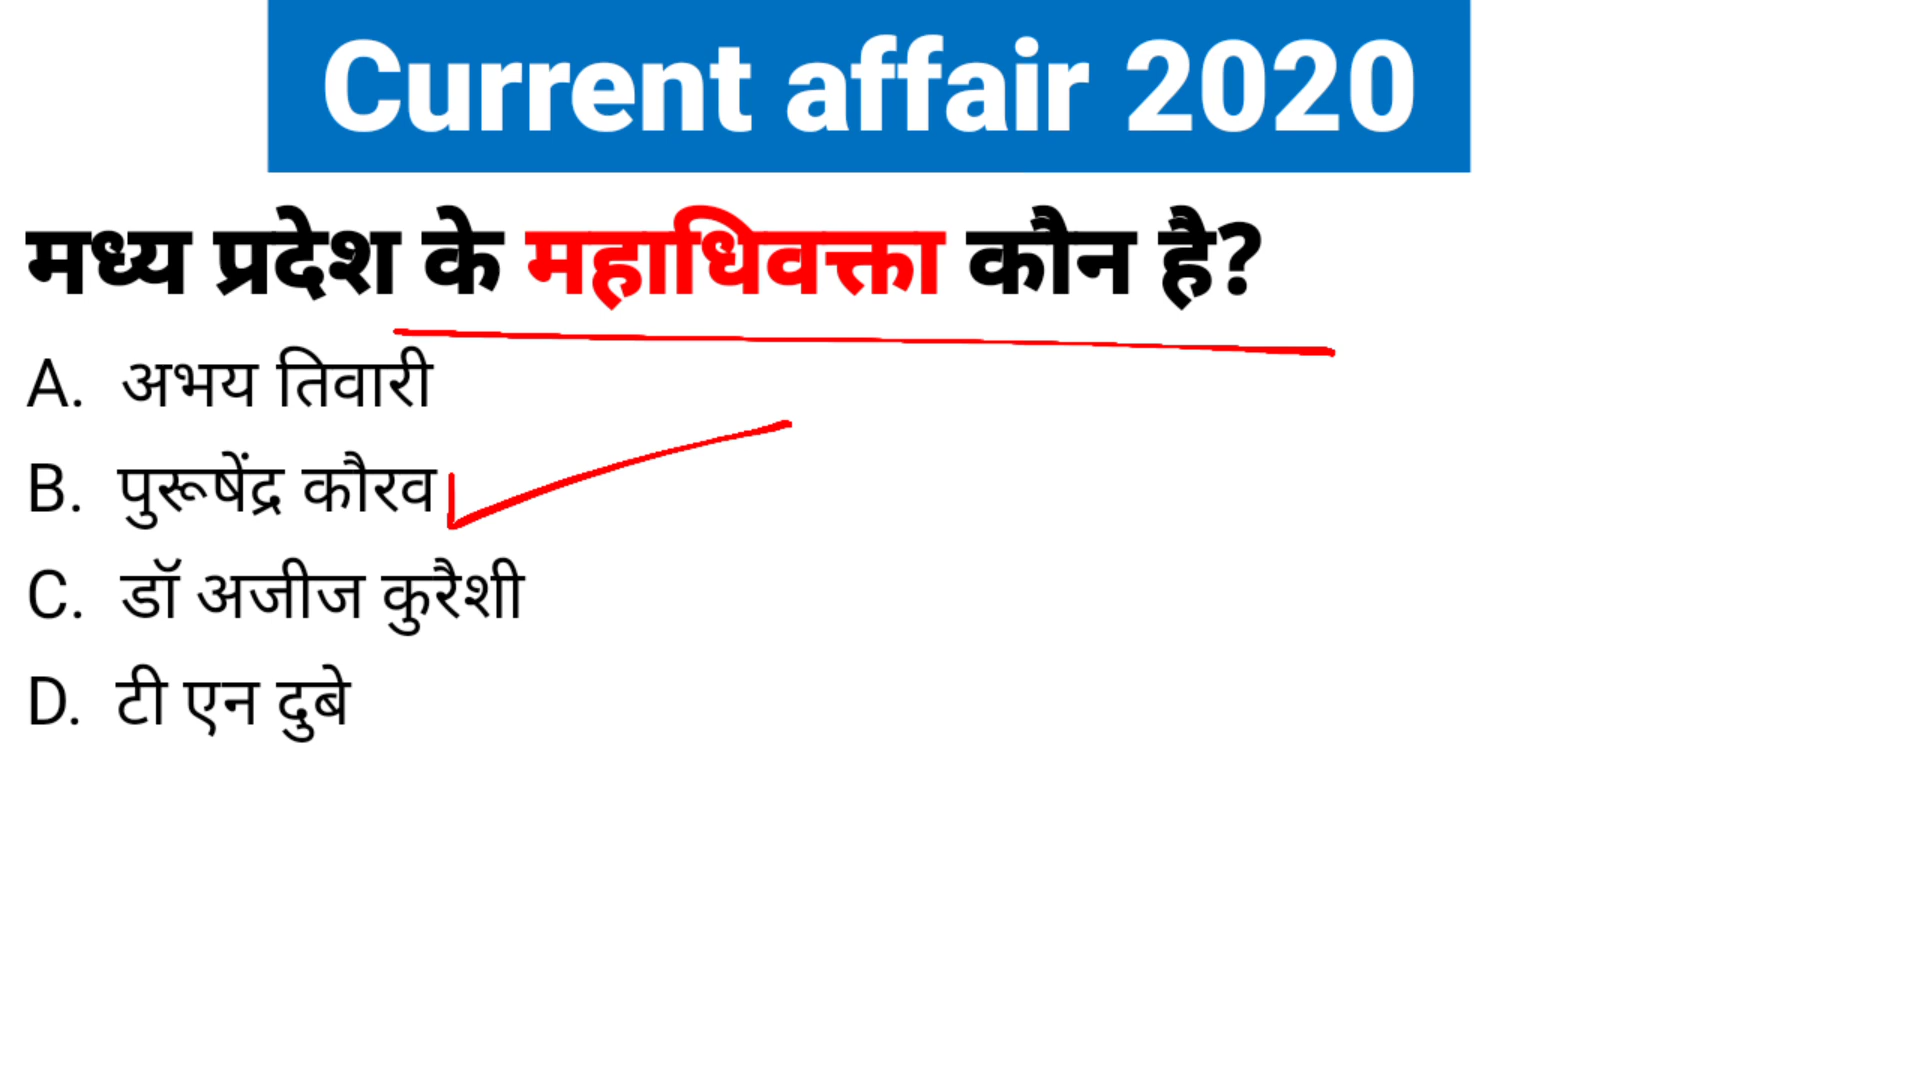 Current affair 2020
मध्य प्रदेश के महाधिवक्ता कौन है?
A. अभय तिवारी
B. पुरूषेंद्र कौरव
C. डॉ अजीज कुरैशी
D. टी एन दुबे